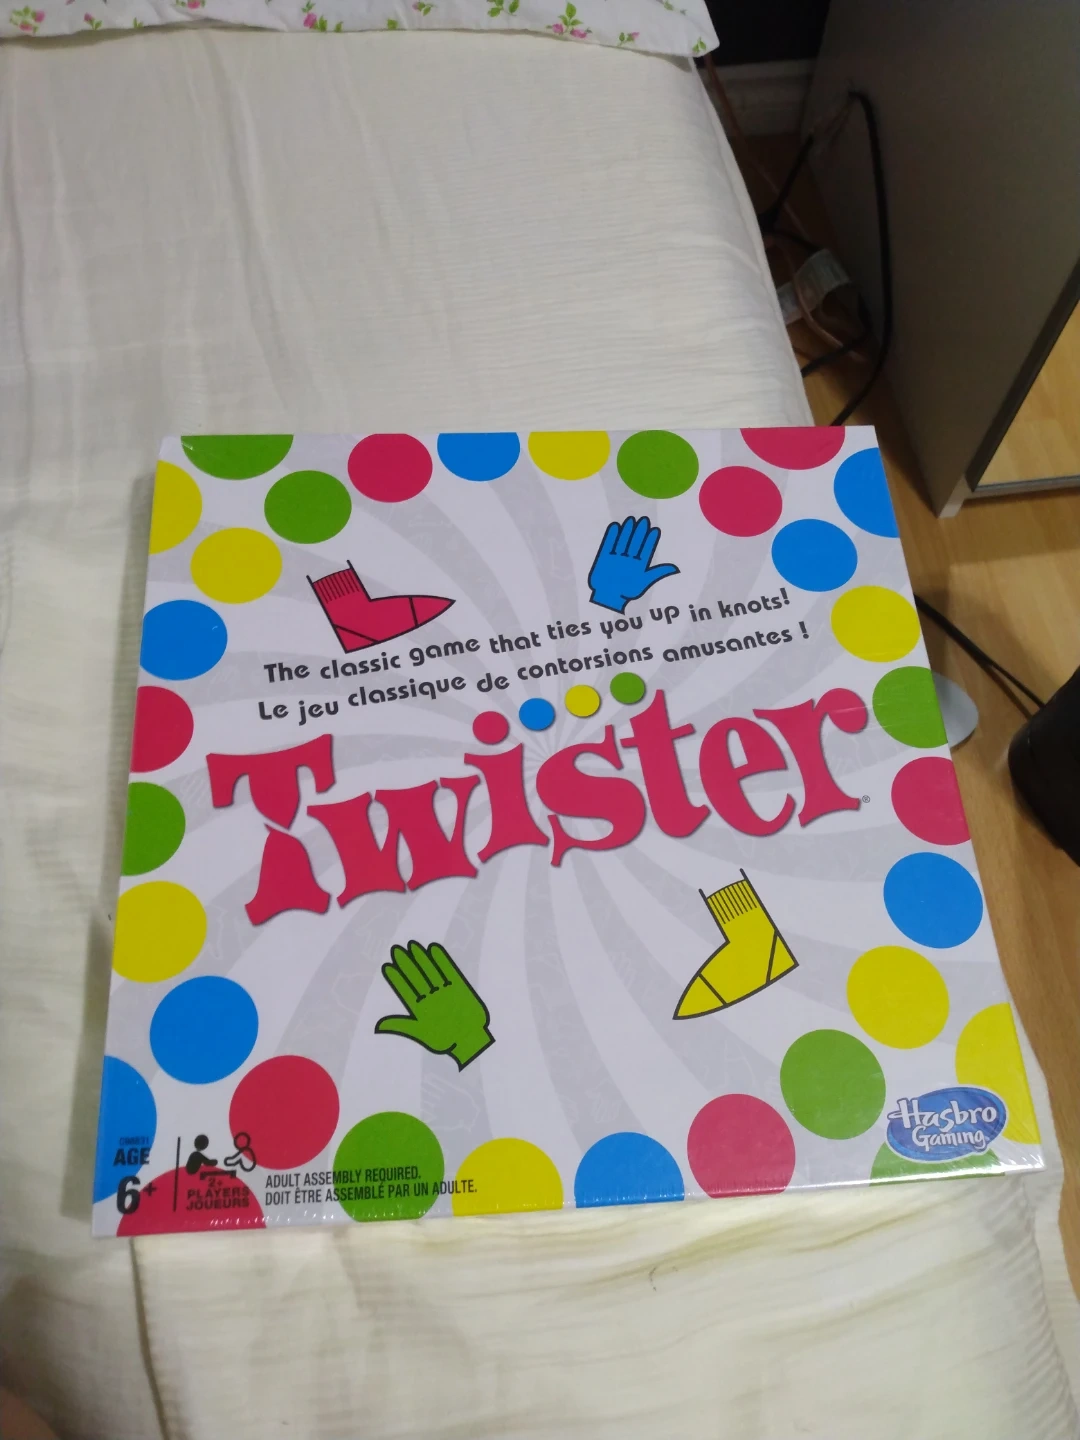 The classic game that ties you up in knots!
Le jeu classique de contorsions amusantes !
Twister®
Hasbro
Gaming
AGE
6+
2+
PLAYERS
JOUEURS
ADULT ASSEMBLY REQUIRED.
DOIT ÊTRE ASSEMBLÉ PAR UN ADULTE.